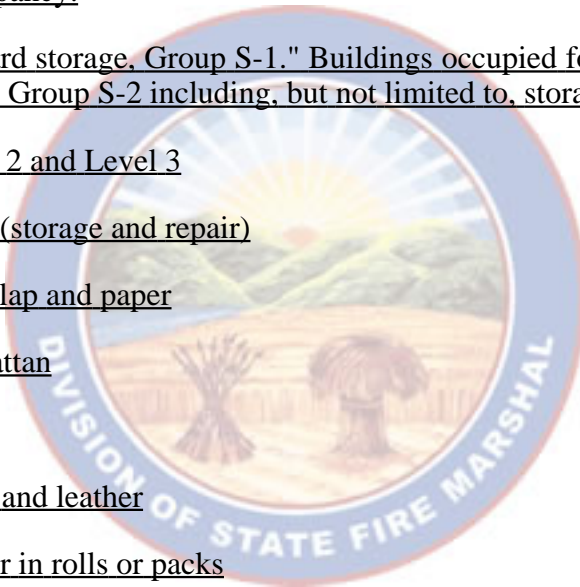 rd storage, Group S-1." Buildings occupied fo
Group S-2 including, but not limited to, stora
2 and Level 3
(storage and repair)
lap and paper
ttan
and leather
r in rolls or packs
DIVISION OF STATE FIRE MARSHAL